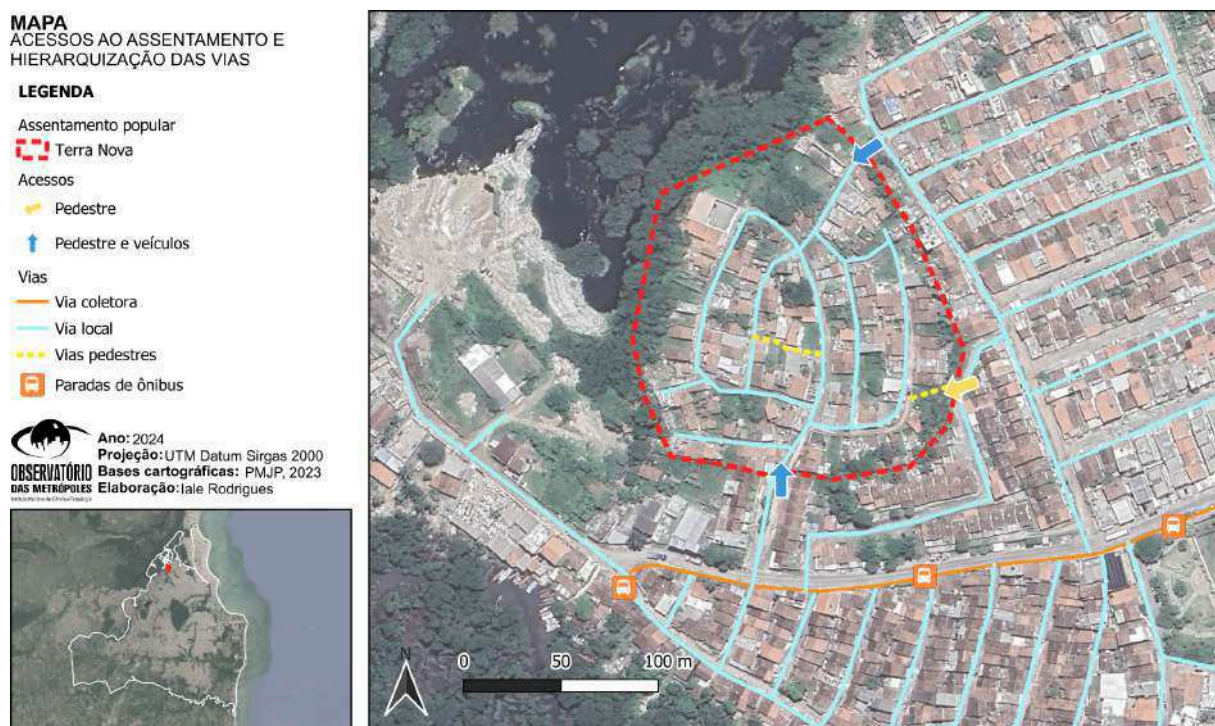 MAPA
ACESSOS AO ASSENTAMENTO E
HIERARQUIZAÇÃO DAS VIAS
LEGENDA
Assentamento popular
Terra Nova
Acessos
Pedestre
Pedestre e veículos
Vias
Via coletora
Via local
Vias pedestres
Paradas de ônibus
OBSERVATÓRIO
DAS METRÓPOLES
Ano: 2024
Projeção: UTM Datum Sirgas 2000
Bases cartográficas: PMJP, 2023
Elaboração: Iale Rodrigues
N
0 50 100 m